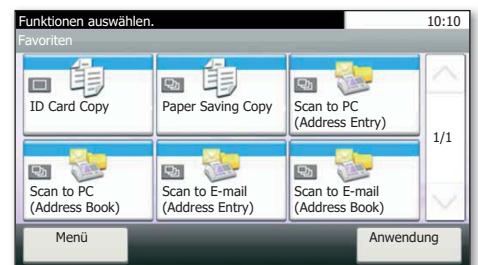 Funktionen auswählen.
10:10
Favoriten
ID Card Copy
Paper Saving Copy
Scan to PC
(Address Entry)
1/1
Scan to PC
(Address Book)
Scan to E-mail
(Address Entry)
Scan to E-mail
(Address Book)
Menü
Anwendung